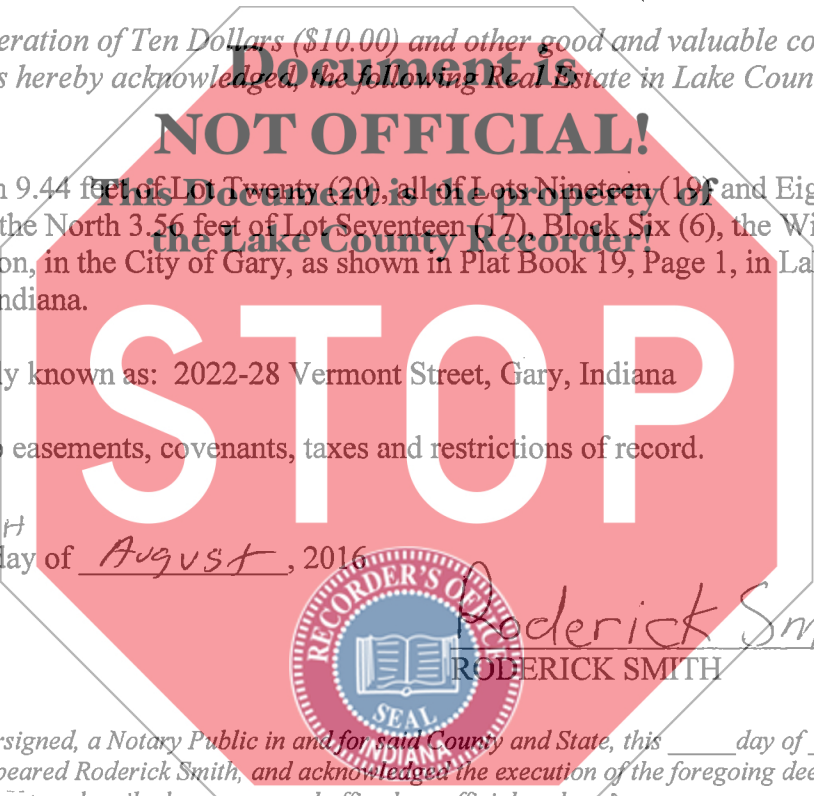 eration of Ten Dollars ($10.00) and other good and valuable co
s hereby acknowledged, the following Real Estate in Lake Coun
Document is
NOT OFFICIAL!
This Document is the property of
the Lake County Recorder!
n 9.44 feet of Lot Twenty (20), all of Lots Nineteen (19) and Eig
the North 3.56 feet of Lot Seventeen (17), Block Six (6), the Wi
on, in the City of Gary, as shown in Plat Book 19, Page 1, in La
ndiana.
STOP
ly known as: 2022-28 Vermont Street, Gary, Indiana
o easements, covenants, taxes and restrictions of record.
H
day of August, 2016
RECORDER'S OFFICE
SEAL
INDIANA
Roderick Sm
RODERICK SMITH
rsigned, a Notary Public in and for said County and State, this _____day of _
peared Roderick Smith, and acknowledged the execution of the foregoing dee